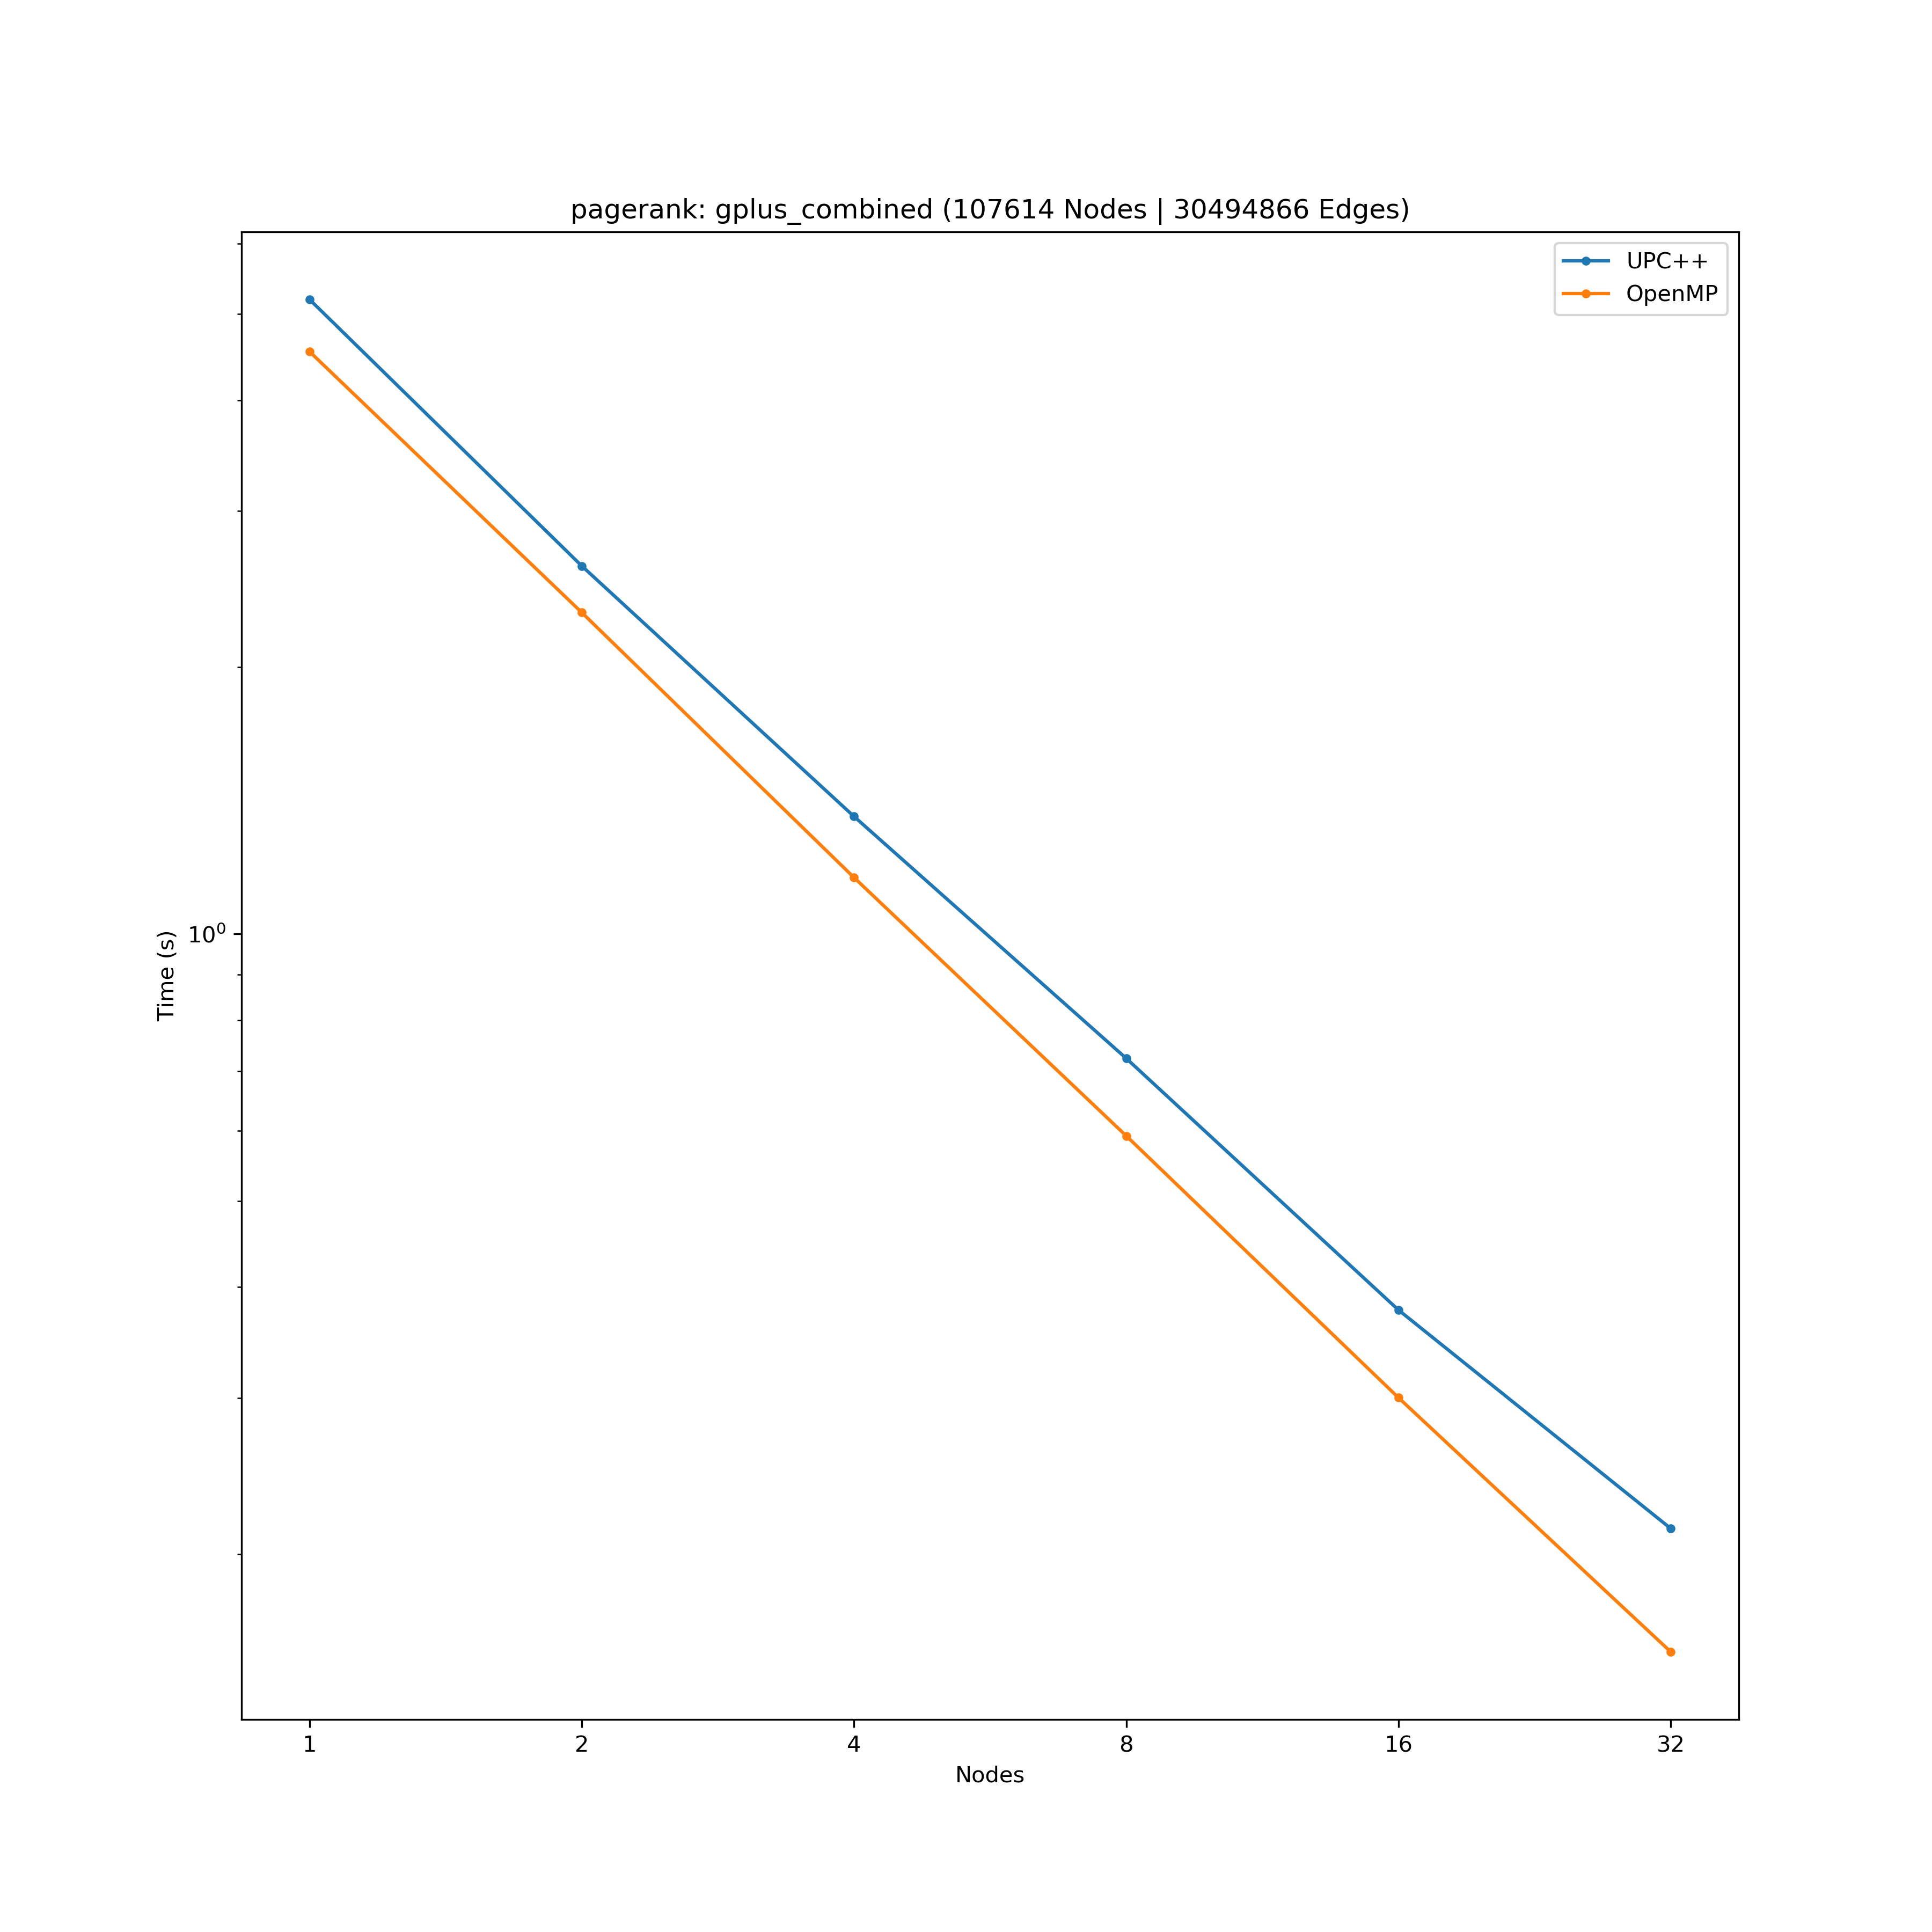 pagerank: gplus_combined (107614 Nodes | 30494866 Edges)
UPC++
OpenMP
Time (s)
10⁰
1 2 4 8 16 32
Nodes